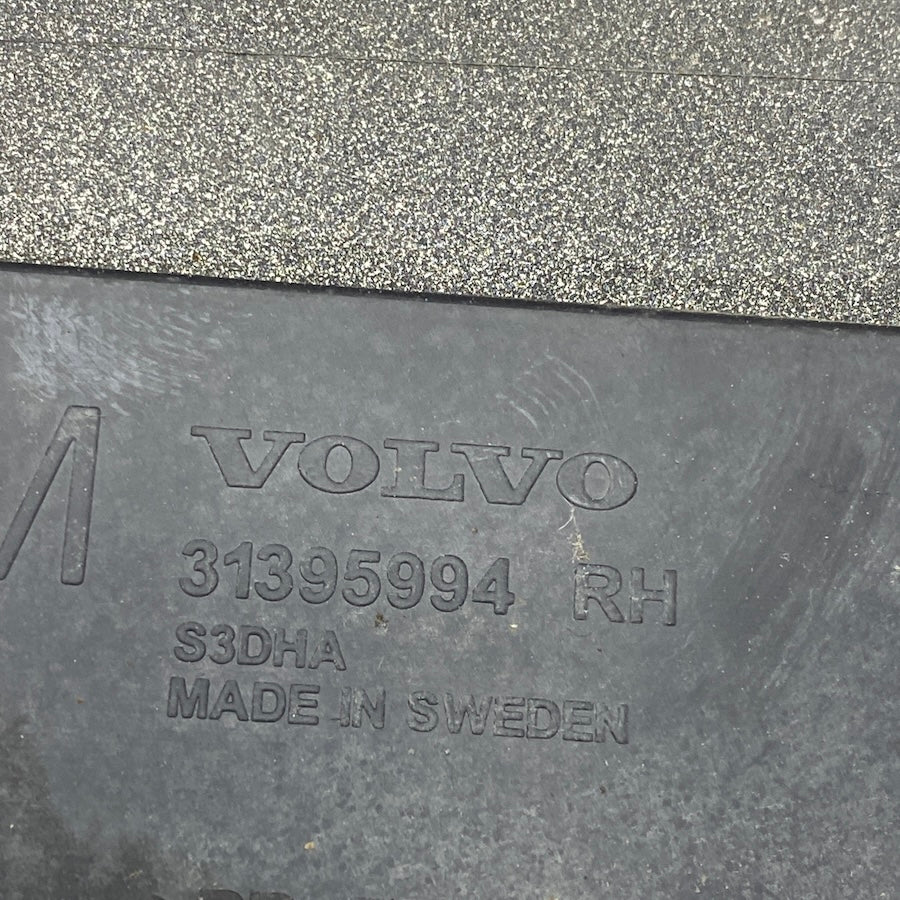 VOLVO
31395994 RH
S3DHA
MADE IN SWEDEN